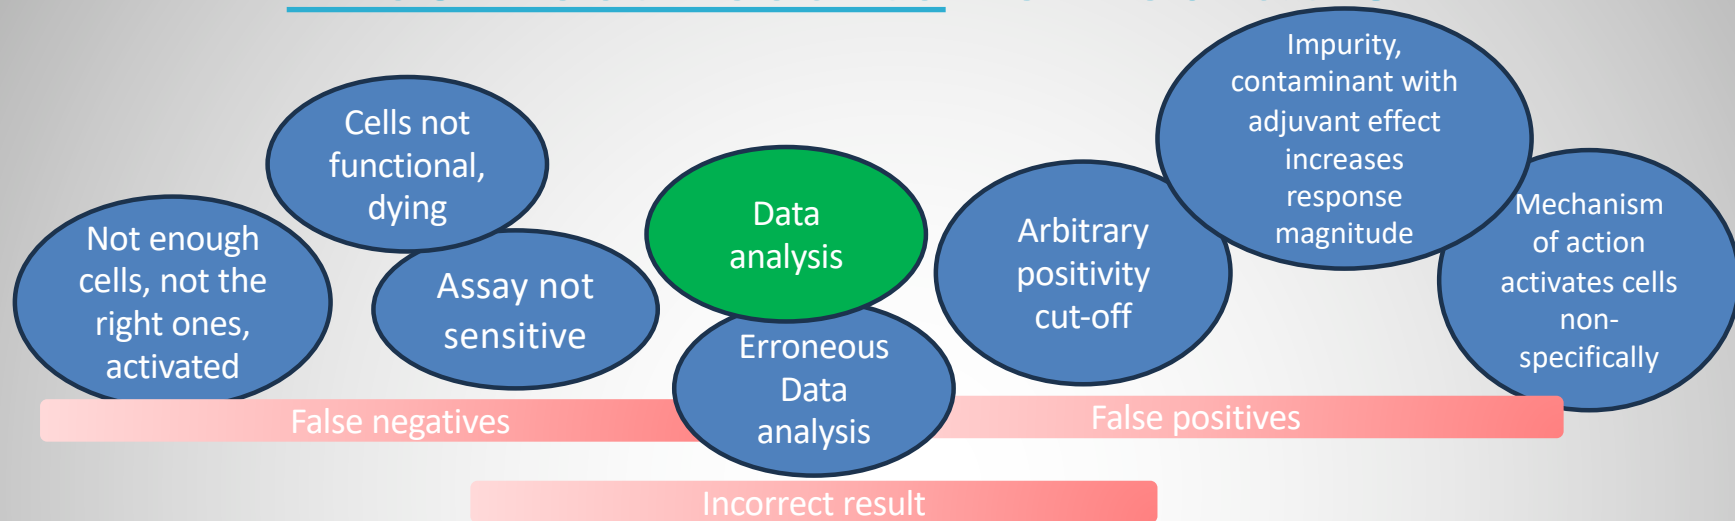 Not enough
cells, not the
right ones,
activated
Cells not
functional,
dying
Assay not
sensitive
Data
analysis
Erroneous
Data
analysis
Arbitrary
positivity
cut-off
Impurity,
contaminant with
adjuvant effect
increases
response
magnitude
Mechanism
of action
activates cells
non-
specifically
False negatives
False positives
Incorrect result